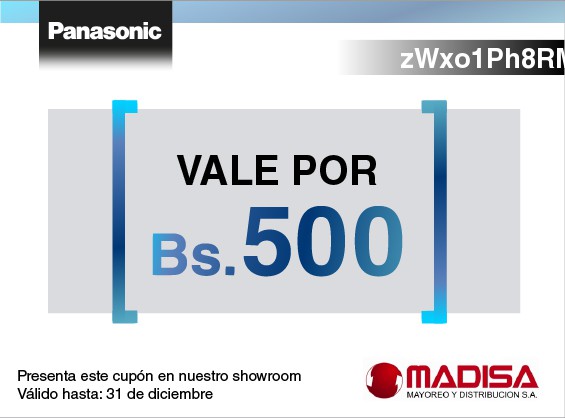 Panasonic
zWxo1Ph8R
VALE POR
Bs.500
Presenta este cupón en nuestro showroom
Válido hasta: 31 de diciembre
MADISA
MAYOREO Y DISTRIBUCION S.A.